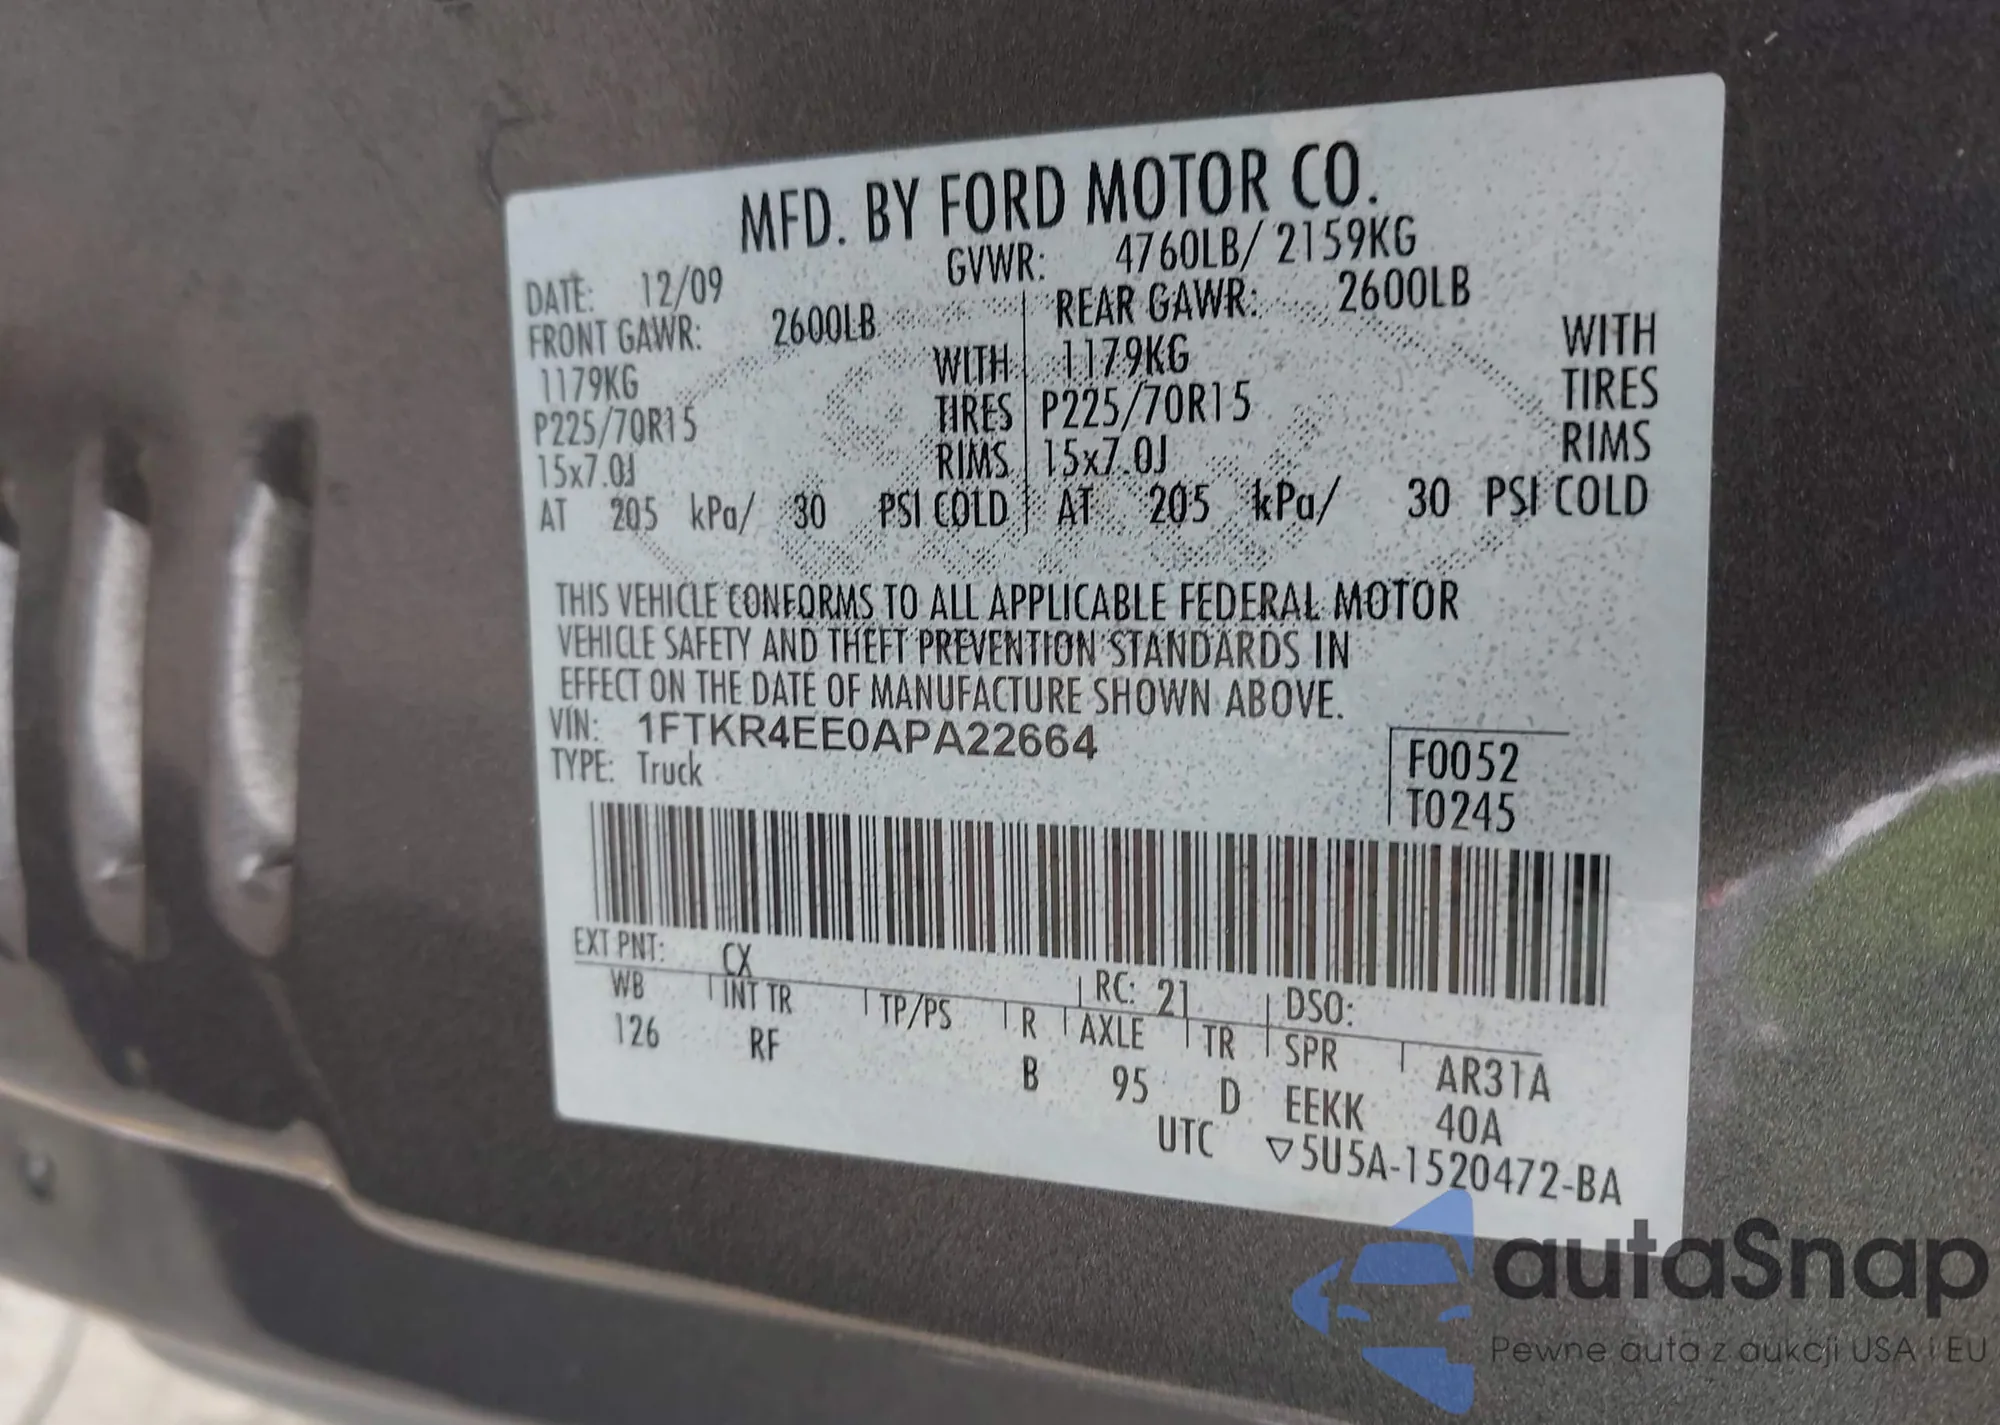 MFD. BY FORD MOTOR CO.
DATE: 12/09 GVWR: 4760LB/ 2159KG
FRONT GAWR: 2600LB REAR GAWR: 2600LB
1179KG WITH 1179KG WITH
P225/70R15 TIRES P225/70R15 TIRES
15x7.0J RIMS 15x7.0J RIMS
AT 205 kPa/ 30 PSI COLD AT 205 kPa/ 30 PSI COLD
THIS VEHICLE CONFORMS TO ALL APPLICABLE FEDERAL MOTOR
VEHICLE SAFETY AND THEFT PREVENTION STANDARDS IN
EFFECT ON THE DATE OF MANUFACTURE SHOWN ABOVE.
VIN: 1FTKR4EE0APA22664
TYPE: Truck
F0052
T0245
EXT PNT: CX RC: 21 DSO:
WB INT TR TP/PS R AXLE TR SPR AR31A
126 RF B 95 D EEKK 40A
UTC ▽5U5A-1520472-BA
autaSnap
Pewne auta z aukcji USA i EU